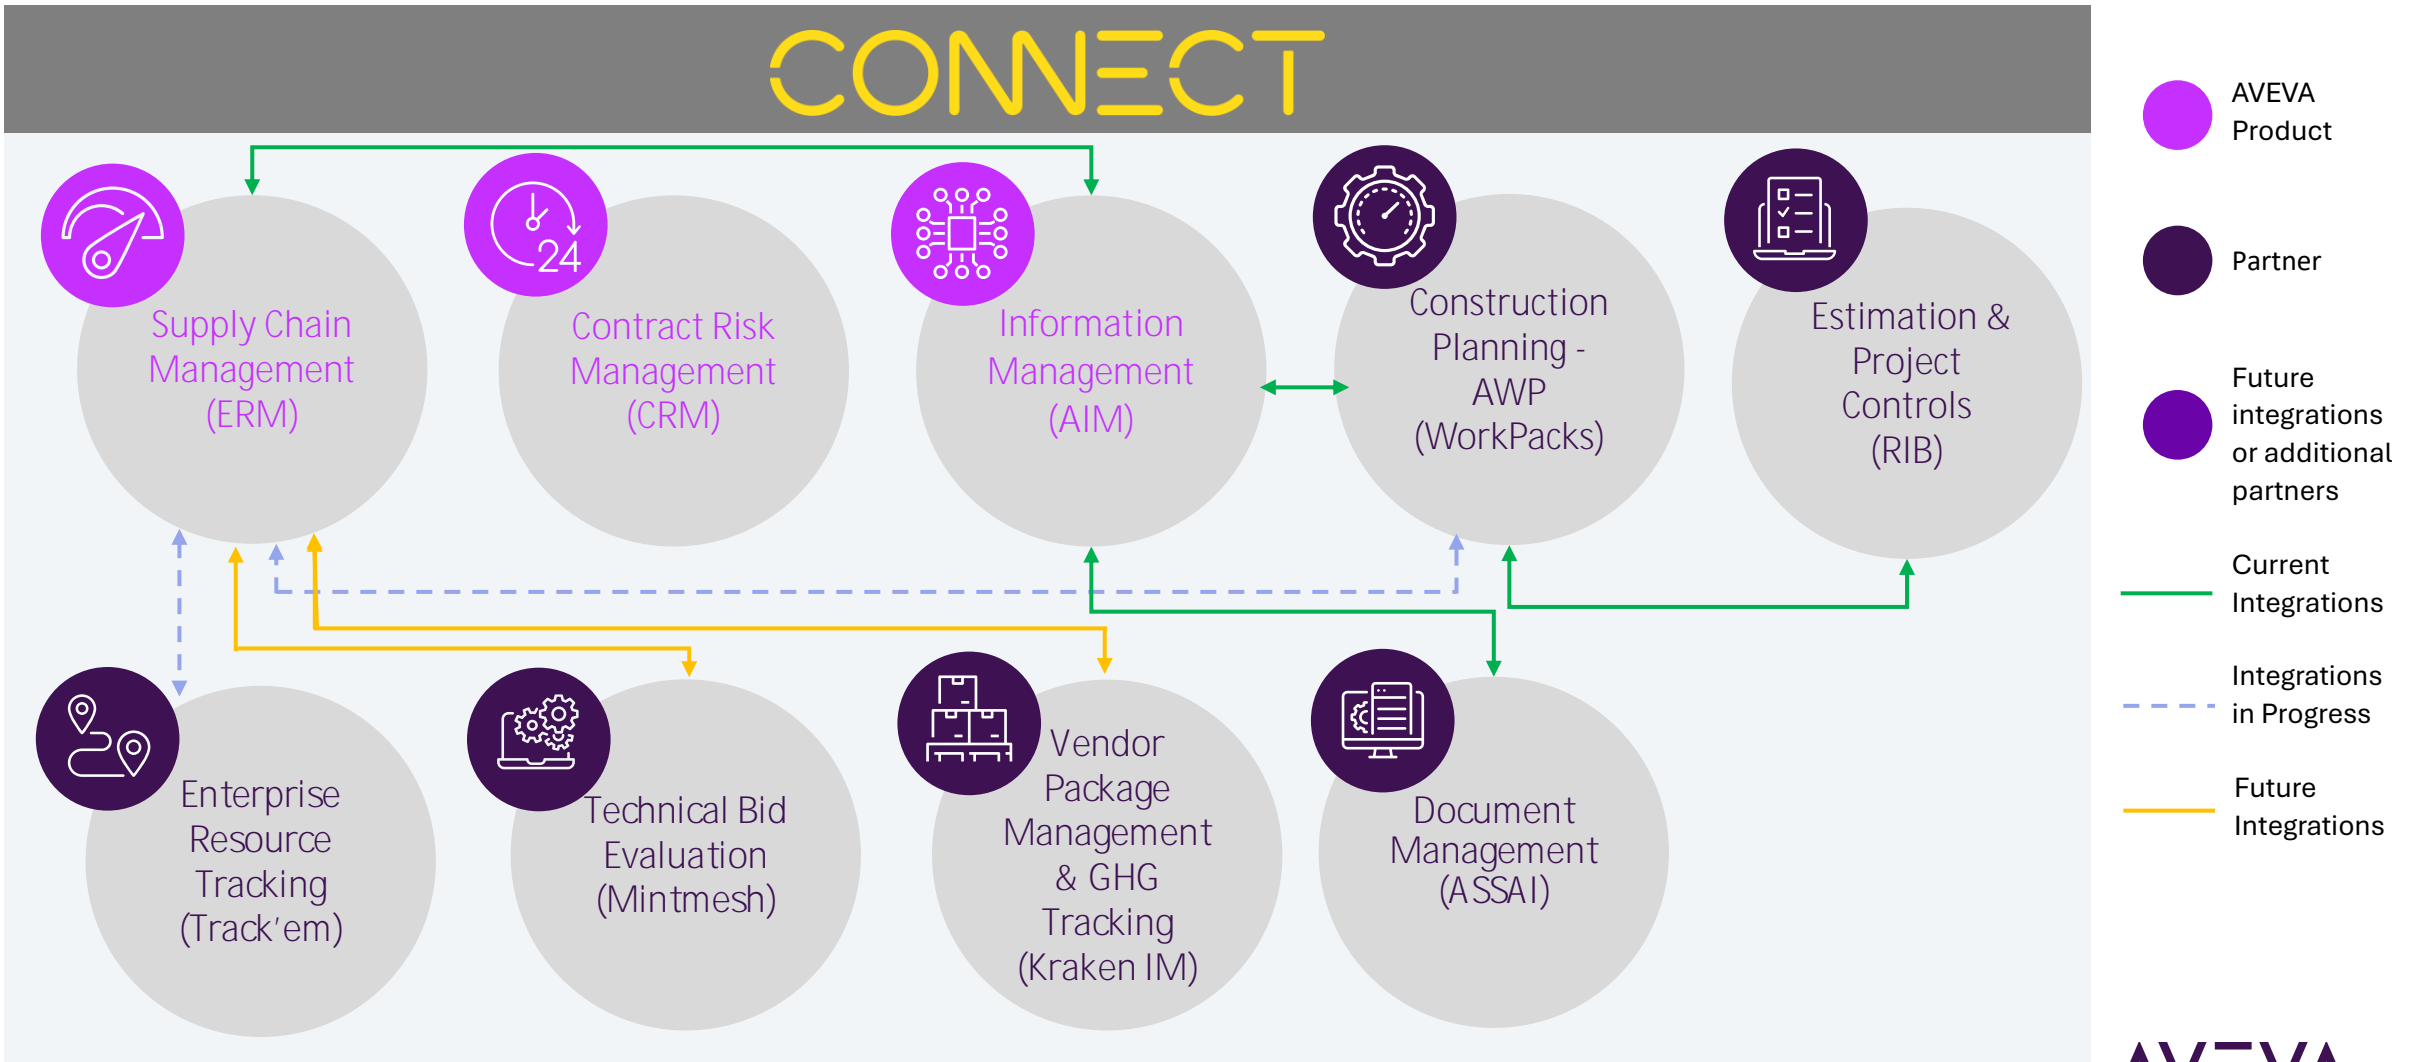 CONNECT
24
Supply Chain
Management
(ERM)
Contract Risk
Management
(CRM)
Information
Management
(AIM)
Construction
Planning -
AWP
(WorkPacks)
Estimation &
Project
Controls
(RIB)
Enterprise
Resource
Tracking
(Track'em)
Technical Bid
Evaluation
(Mintmesh)
Vendor
Package
Management
& GHG
Tracking
(Kraken IM)
Document
Management
(ASSAI)
AVEVA
Product
Partner
Future
integrations
or additional
partners
Current
Integrations
Integrations
in Progress
Future
Integrations
AVEVA